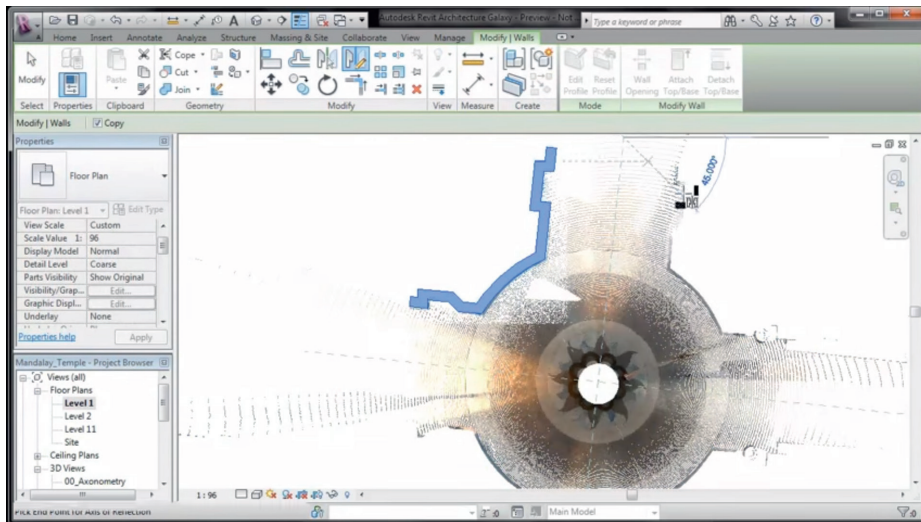 Autodesk Revit Architecture Galaxy - Preview - Not
Type a keyword or phrase
Home Insert Annotate Analyze Structure Massing & Site Collaborate View Manage Modify | Walls
Modify
Paste
Cope
Cut
Join
Edit Profile
Reset Profile
Wall Opening
Attach Top/Base
Detach Top/Base
Select Properties Clipboard Geometry Modify View Measure Create Mode Modify Wall
Modify | Walls Copy
Properties
Floor Plan
Floor Plan: Level 1 Edit Type
View Scale Custom
Scale Value 1: 96
Display Model Normal
Detail Level Coarse
Parts Visibility Show Original
Visibility/Grap... Edit...
Graphic Displ... Edit...
Underlay None
Properties help Apply
45.000°
Mandalay_Temple - Project Browser
Views (all)
Floor Plans
Level 1
Level 2
Level 11
Site
Ceiling Plans
3D Views
00_Axonometry
1 : 96
Pick End Point for Axis of Reflection
:0 Main Model :0